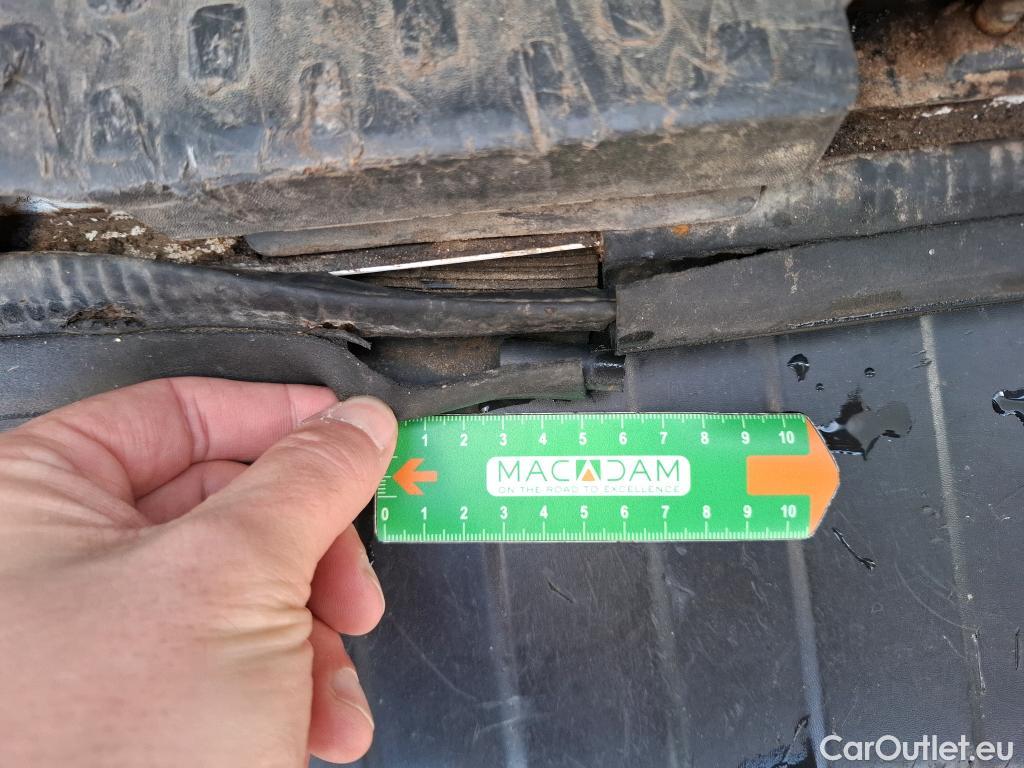 1 2 3 4 5 6 7 8 9 10
MACADAM
ON THE ROAD TO EXCELLENCE
0 1 2 3 4 5 6 7 8 9 10
CarOutlet.eu